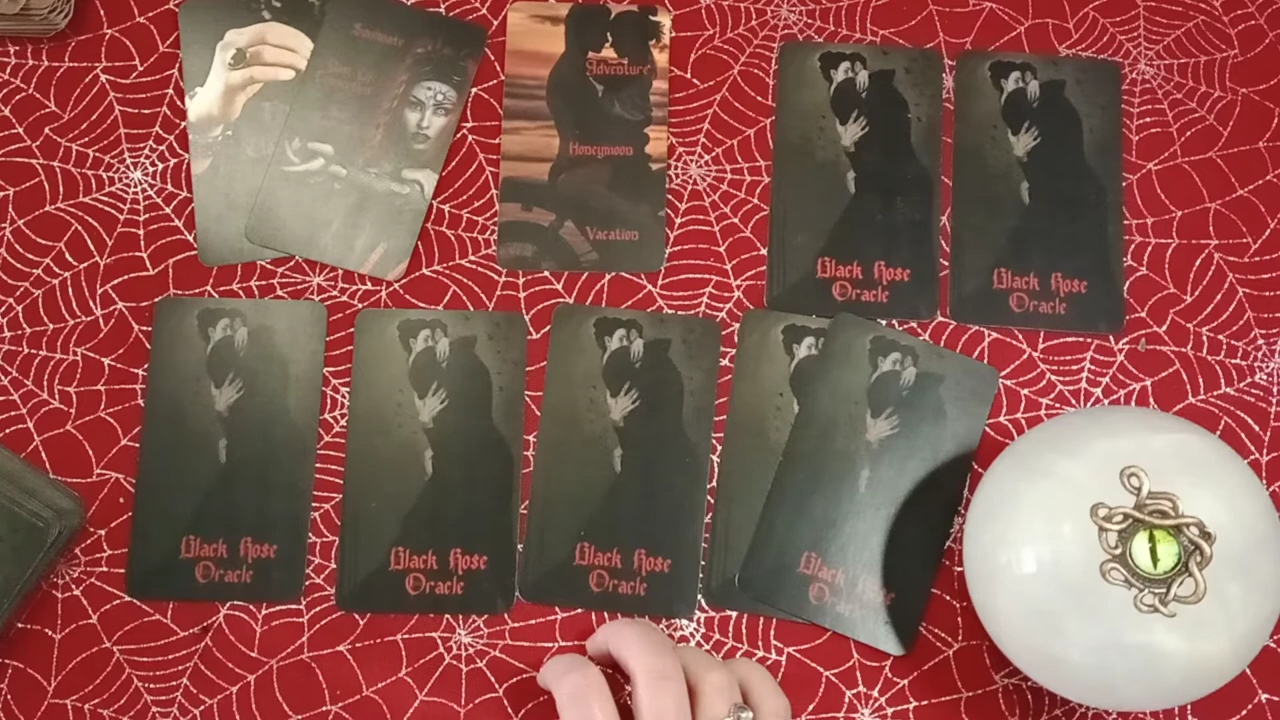 Soulmate
Adventure
Honeymoon
Vacation
Black Rose
Oracle
Black Rose
Oracle
Black Rose
Oracle
Black Rose
Oracle
Black Rose
Oracle
Black Rose
Oracle